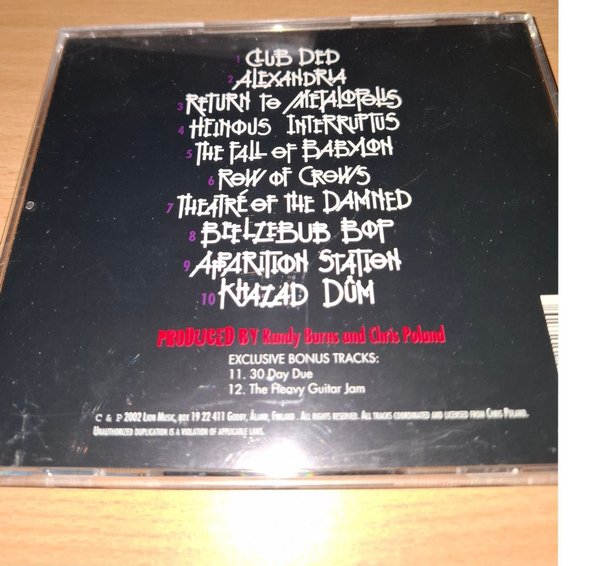 1 CLUB DED
2 ALEXANDRIA
3 RETURN TO METALOPOLIS
4 HEINOUS INTERRUPTUS
5 THE FALL OF BABYLON
6 ROW OF CROWS
7 THEATRÉ OF THE DAMNED
8 BEELZEBUB BOP
9 APPARITION STATION
10 KHAZAD DÛM
PRODUCED BY Randy Burns and Chris Poland
EXCLUSIVE BONUS TRACKS:
11. 30 Day Due
12. The Heavy Guitar Jam
C & P 2002 LION MUSIC, BOX 19 22 411 GODBY, ALAND, FINLAND . ALL RIGHTS RESERVED. ALL TRACKS COORDINATED AND LICENSED FROM CHRIS POLAND.
UNAUTHORIZED DUPLICATION IS A VIOLATION OF APPLICABLE LAWS.